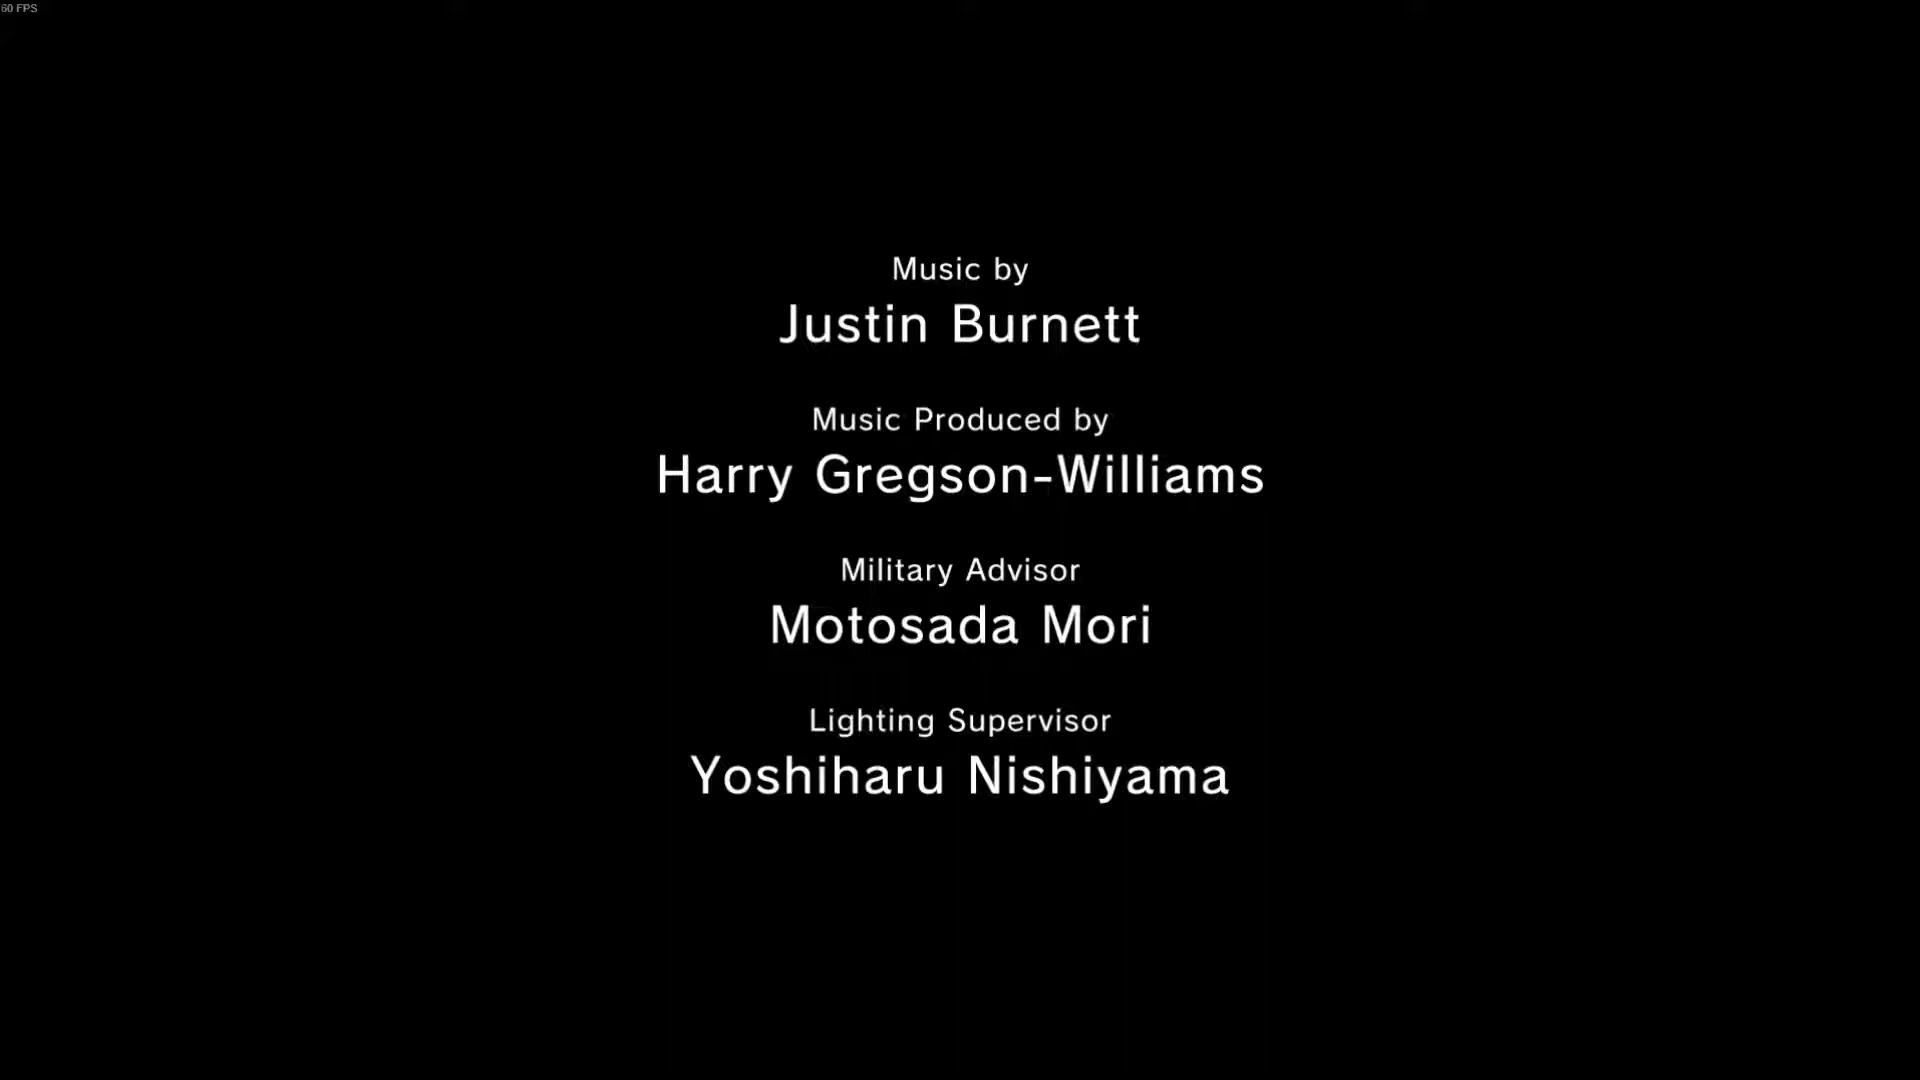 60 FPS
Music by
Justin Burnett
Music Produced by
Harry Gregson-Williams
Military Advisor
Motosada Mori
Lighting Supervisor
Yoshiharu Nishiyama